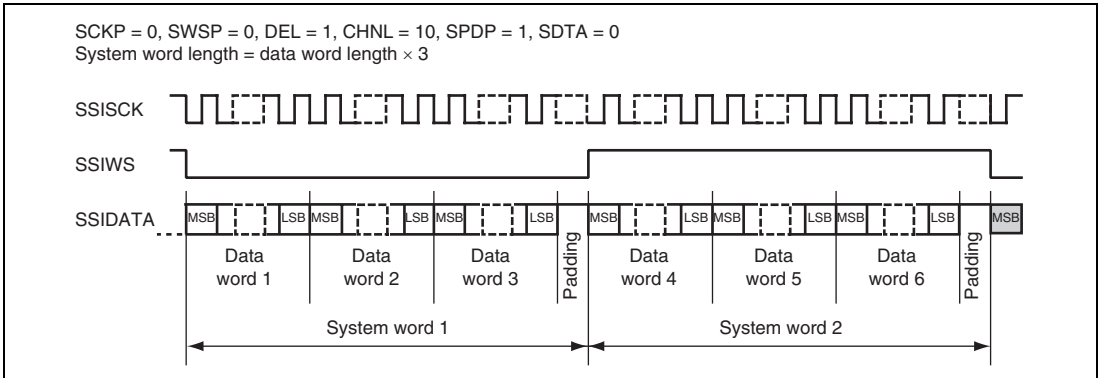 SCKP = 0, SWSP = 0, DEL = 1, CHNL = 10, SPDP = 1, SDTA = 0
System word length = data word length × 3
SSISCK
SSIWS
SSIDATA
MSB LSB MSB LSB MSB LSB MSB LSB MSB LSB MSB LSB MSB
Data word 1
Data word 2
Data word 3
Padding
Data word 4
Data word 5
Data word 6
Padding
System word 1
System word 2